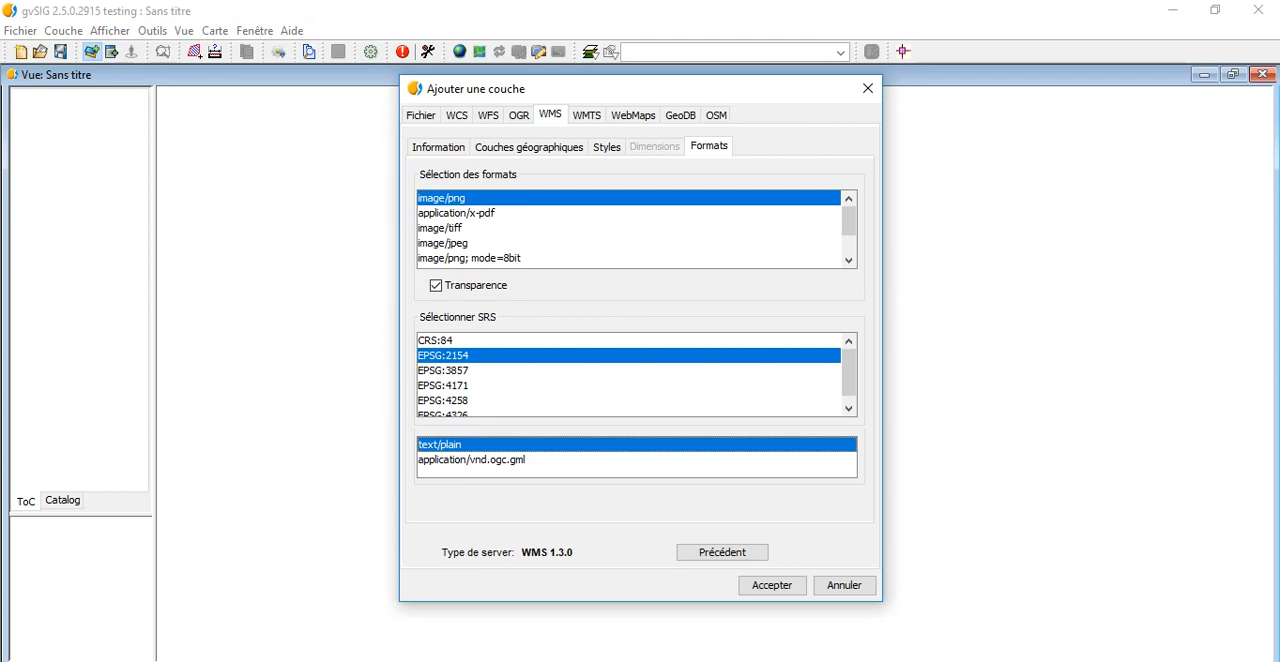 gvSIG 2.5.0.2915 testing : Sans titre
Fichier Couche Afficher Outils Vue Carte Fenêtre Aide
Vue: Sans titre
Ajouter une couche
Fichier WCS WFS OGR WMS WMTS WebMaps GeoDB OSM
Information Couches géographiques Styles Dimensions Formats
Sélection des formats
image/png
application/x-pdf
image/tiff
image/jpeg
image/png; mode=8bit
Transparence
Sélectionner SRS
CRS:84
EPSG:2154
EPSG:3857
EPSG:4171
EPSG:4258
EPSG:4326
text/plain
application/vnd.ogc.gml
ToC Catalog
Type de server: WMS 1.3.0 Précédent
Accepter Annuler